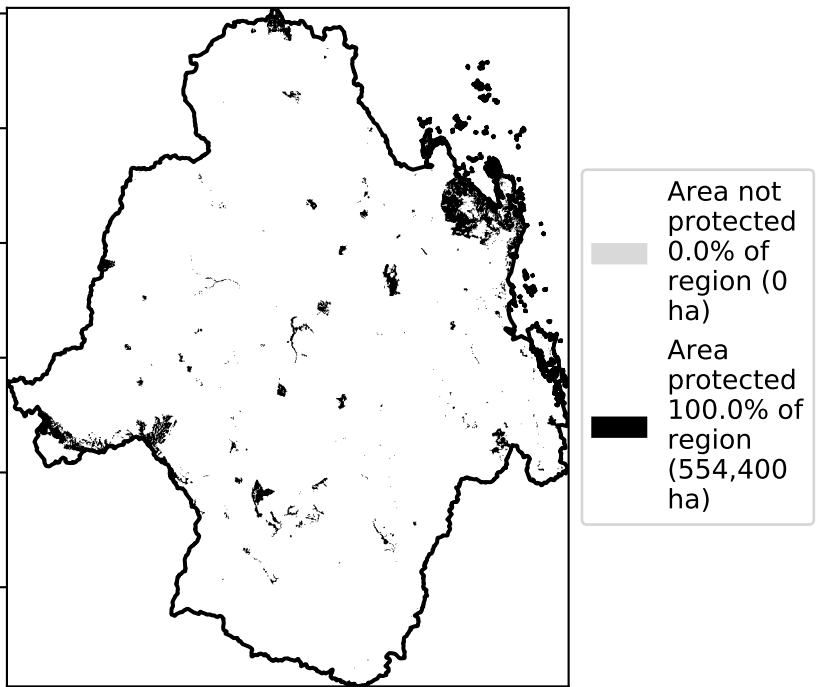 Area not
protected
0.0% of
region (0
ha)
Area
protected
100.0% of
region
(554,400
ha)